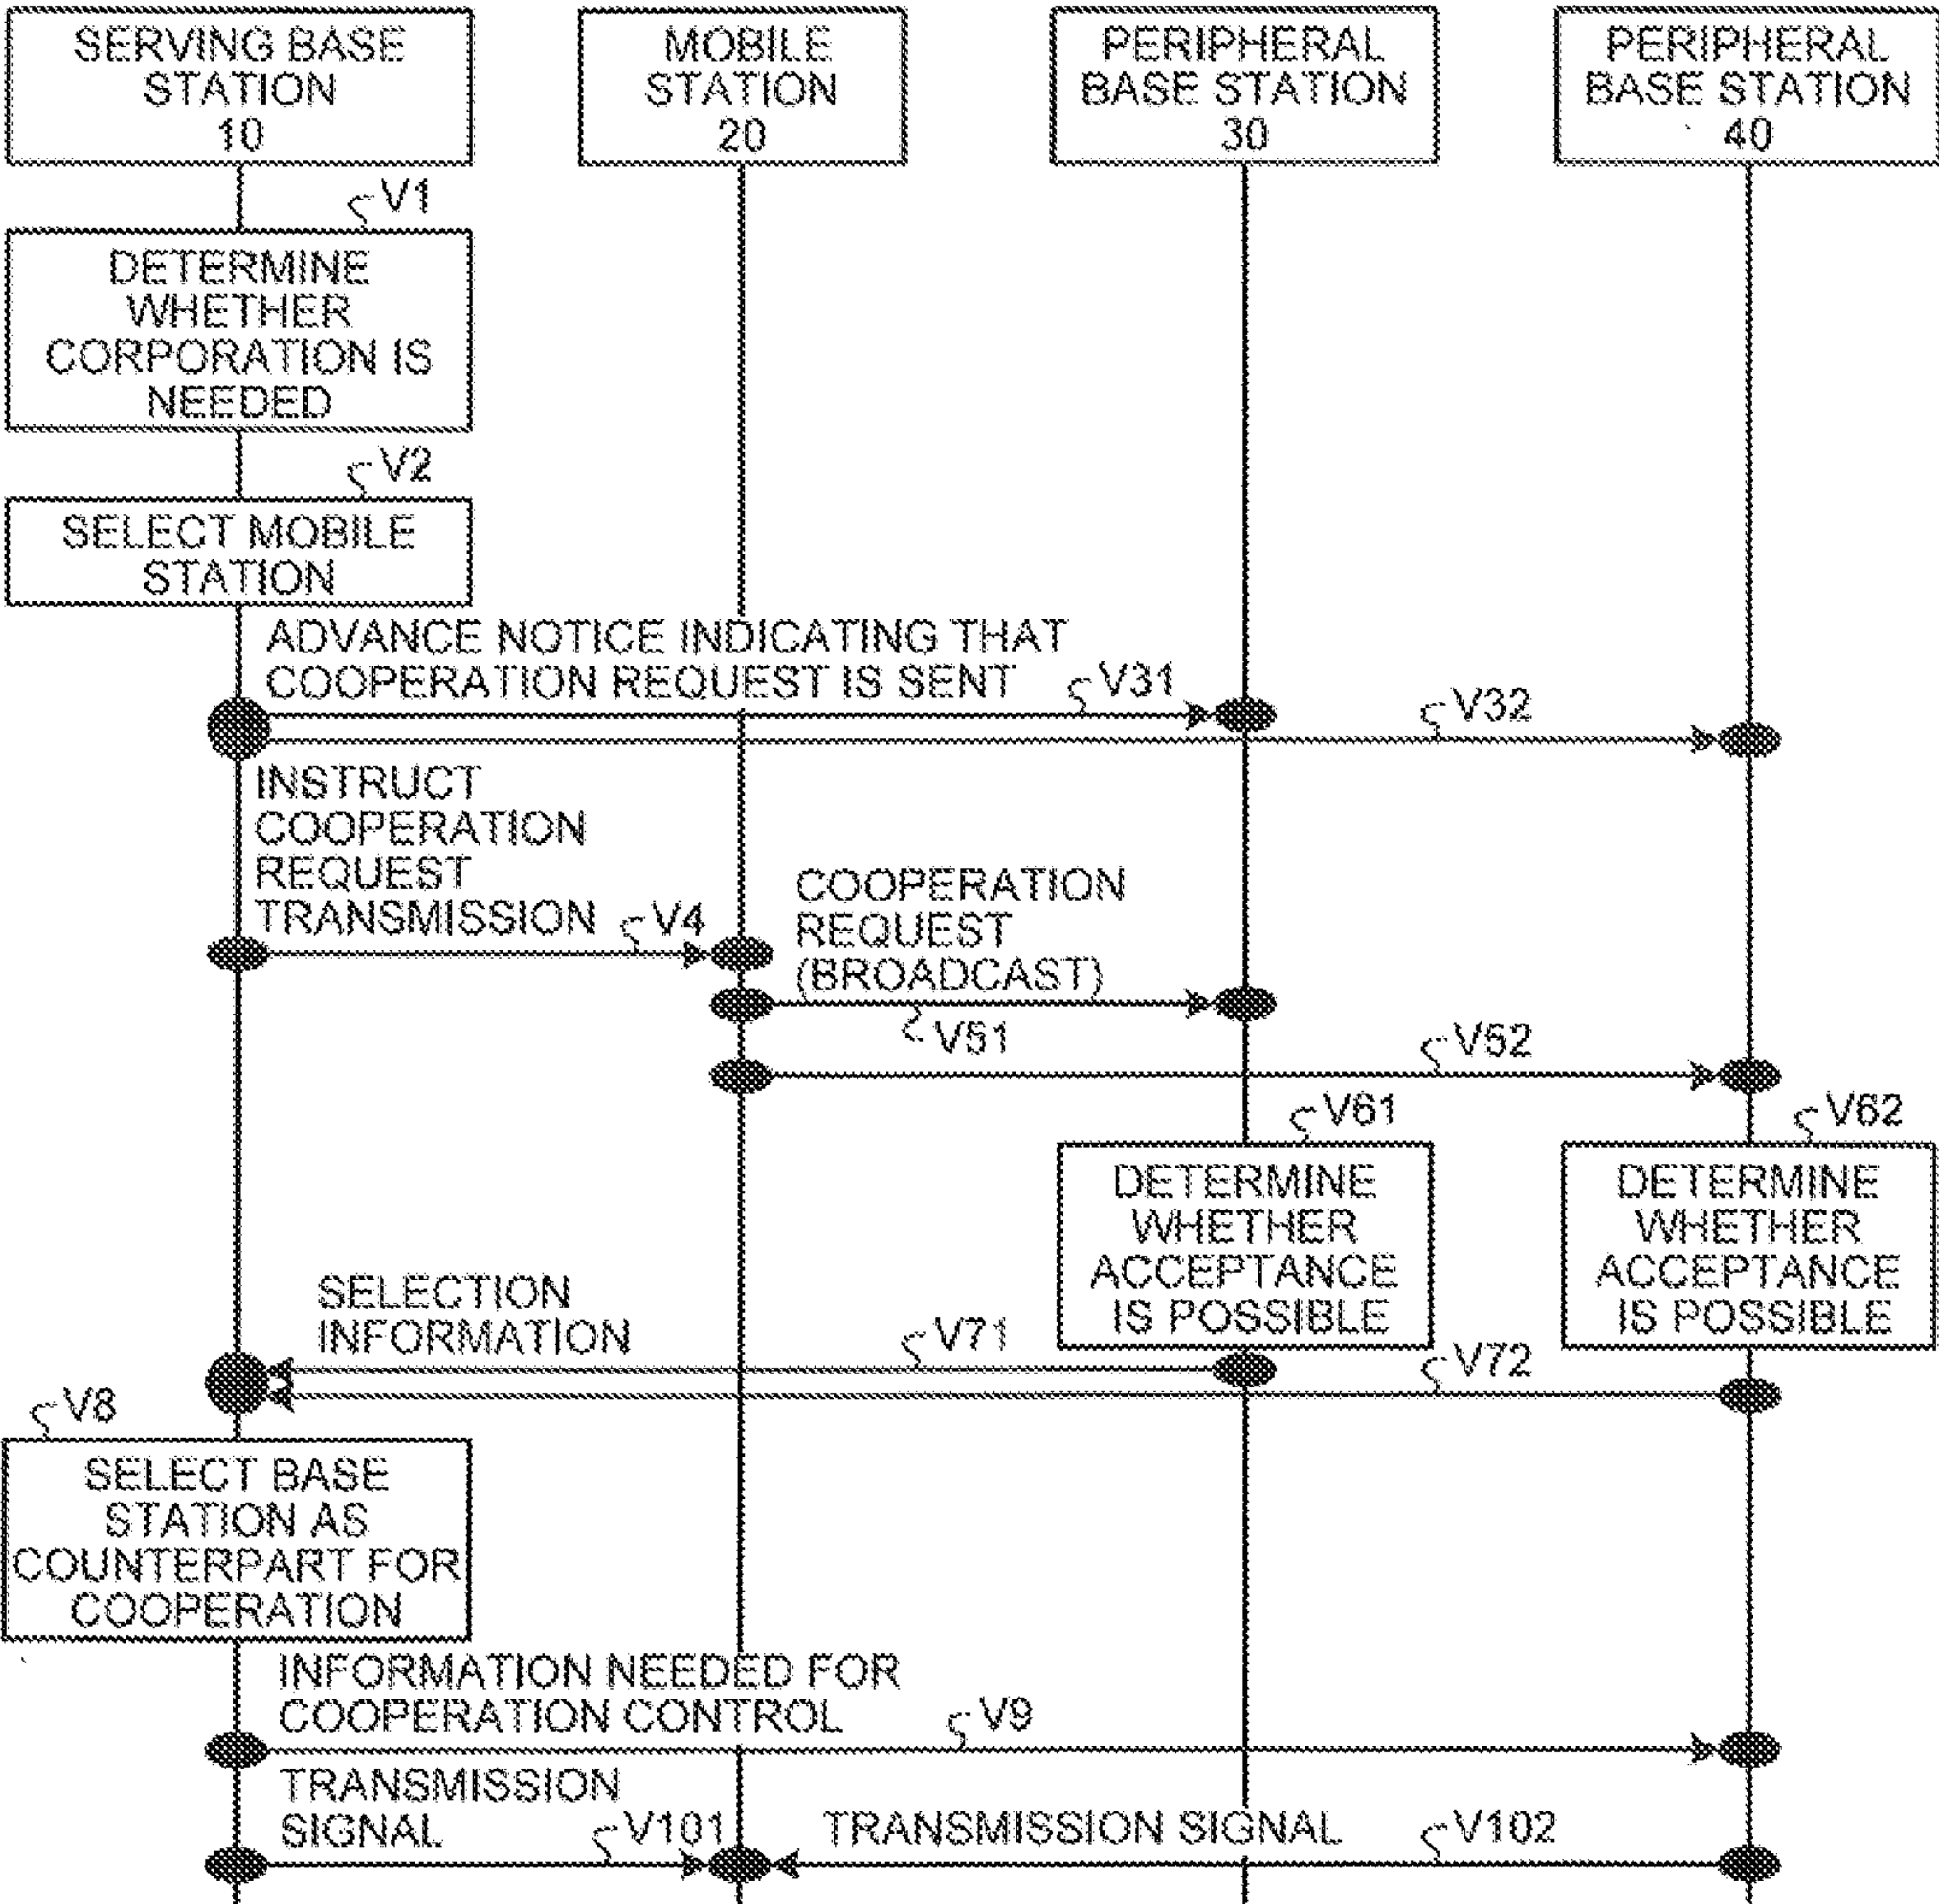 SERVING BASE
STATION
10
MOBILE
STATION
20
PERIPHERAL
BASE STATION
30
PERIPHERAL
BASE STATION
40
V1
DETERMINE
WHETHER
CORPORATION IS
NEEDED
V2
SELECT MOBILE
STATION
ADVANCE NOTICE INDICATING THAT
COOPERATION REQUEST IS SENT
V31
V32
INSTRUCT
COOPERATION
REQUEST
TRANSMISSION
V4
COOPERATION
REQUEST
(BROADCAST)
V51
V52
V61
V62
DETERMINE
WHETHER
ACCEPTANCE
IS POSSIBLE
DETERMINE
WHETHER
ACCEPTANCE
IS POSSIBLE
SELECTION
INFORMATION
V71
V72
V8
SELECT BASE
STATION AS
COUNTERPART FOR
COOPERATION
INFORMATION NEEDED FOR
COOPERATION CONTROL
V9
TRANSMISSION
SIGNAL
V101
TRANSMISSION SIGNAL
V102